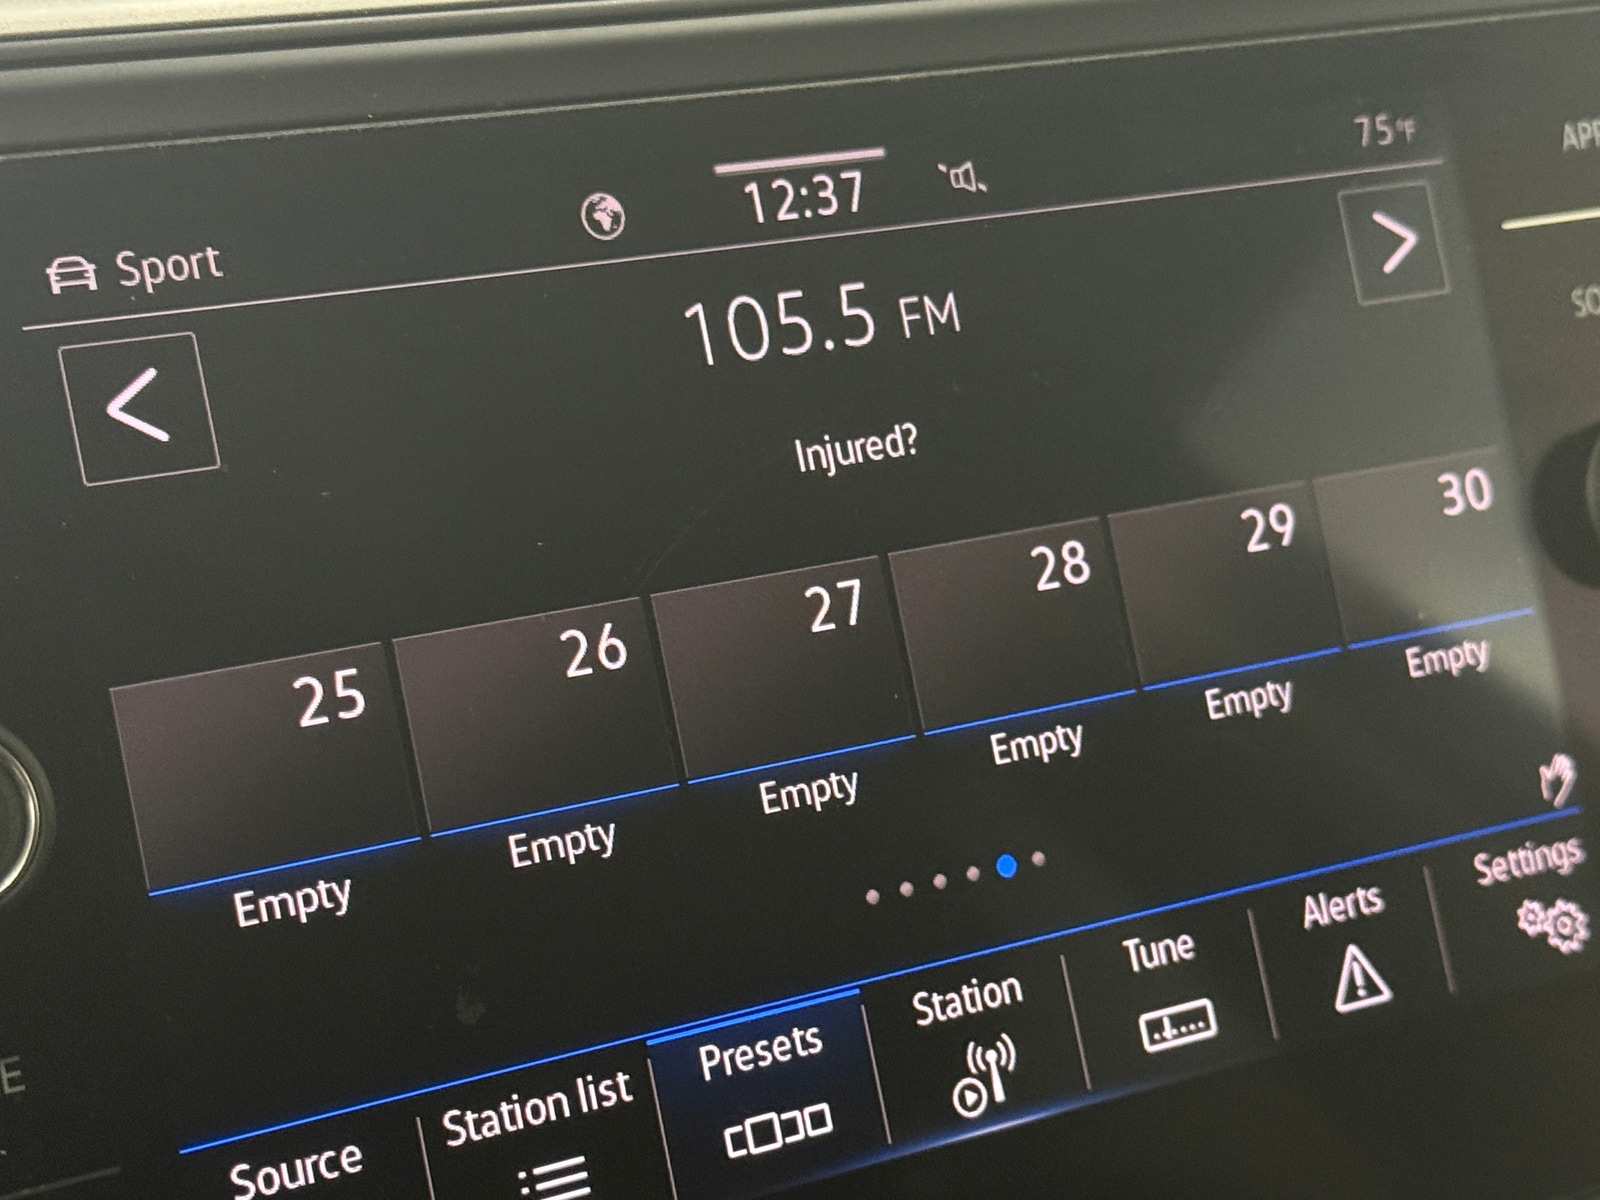 75°F
12:37
Sport
105.5 FM
Injured?
25 26 27 28 29 30
Empty Empty Empty Empty Empty Empty
Source Station list Presets Station Tune Alerts Settings